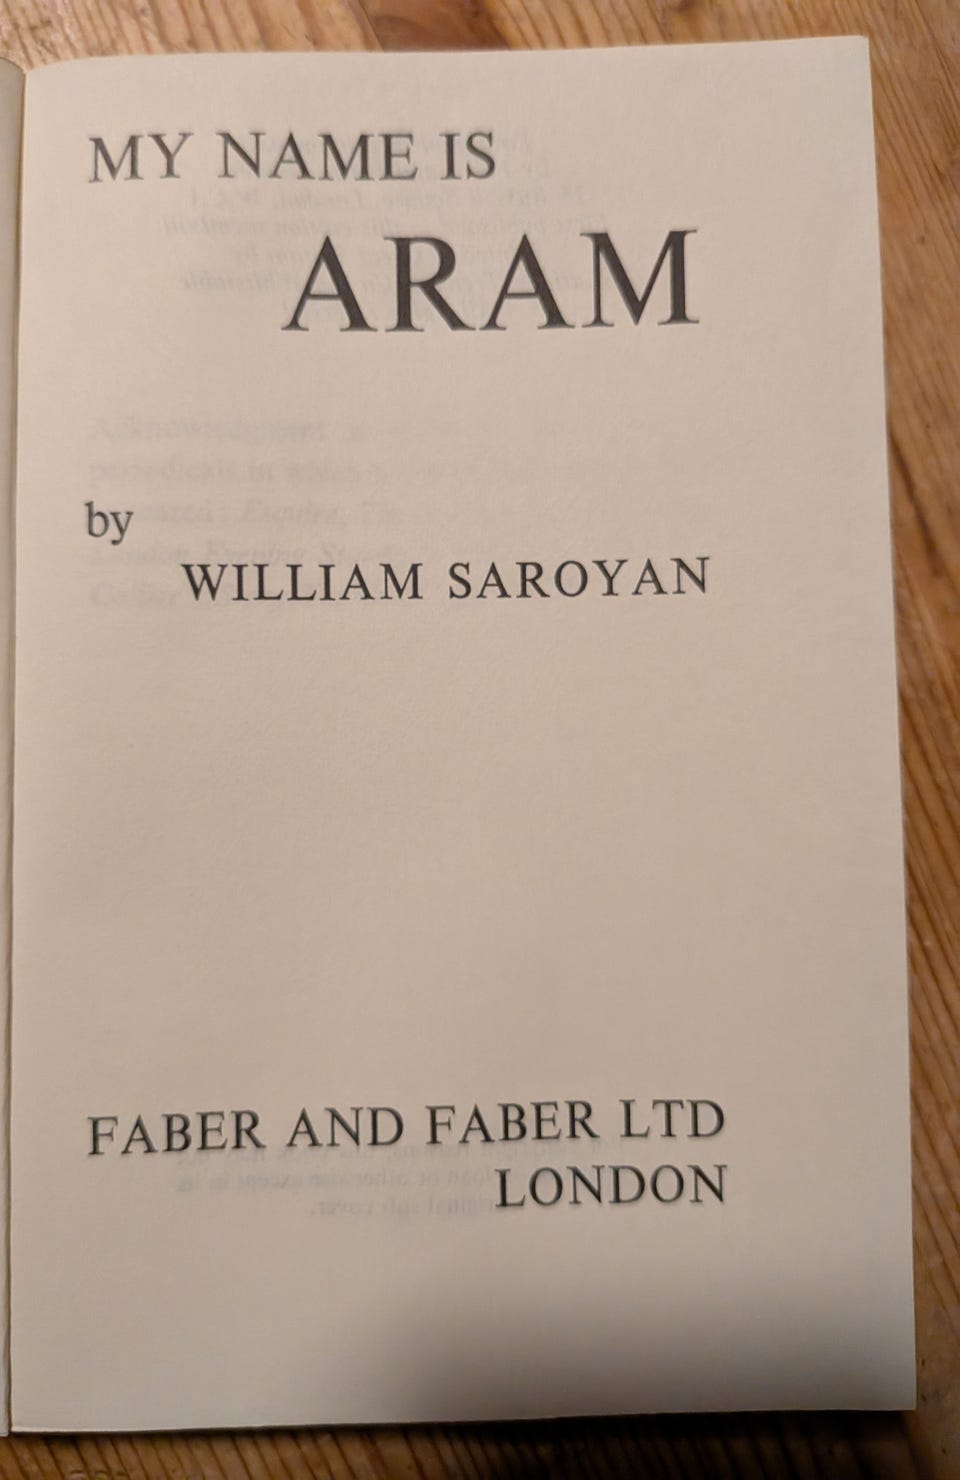 MY NAME IS
ARAM
by
WILLIAM SAROYAN
FABER AND FABER LTD
LONDON